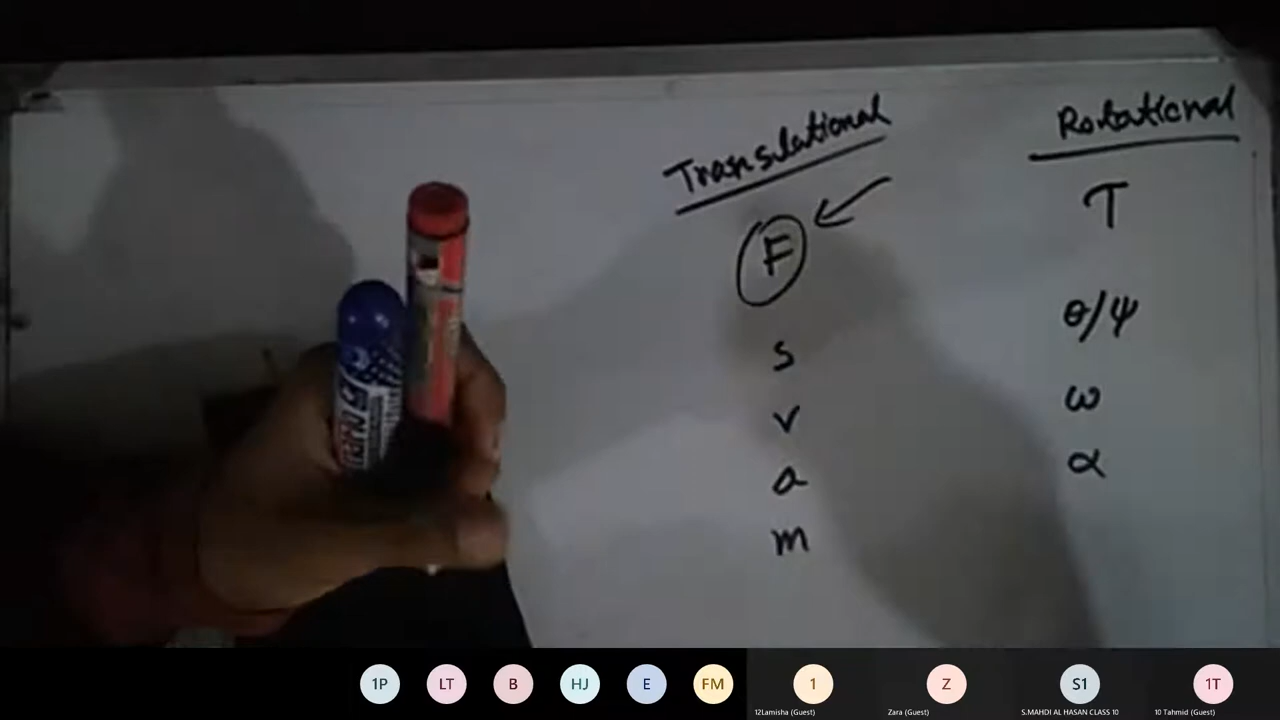 Translational Rotational
F T
s θ/ψ
v ω
a α
m
1P LT B HJ E FM 1 Z S1 1T
12Lamisha (Guest) Zara (Guest) S.MAHDI AL HASAN CLASS 10 10 Tahmid (Guest)